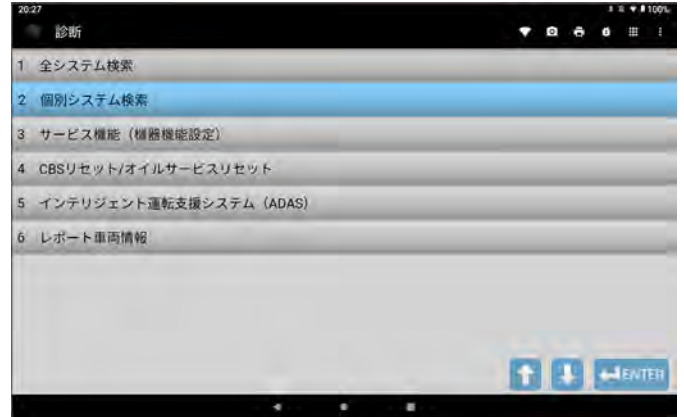 20:27
100%
診断
1 全システム検索
2 個別システム検索
3 サービス機能（機器機能設定）
4 CBSリセット/オイルサービスリセット
5 インテリジェント運転支援システム（ADAS）
6 レポート車両情報
ENTER